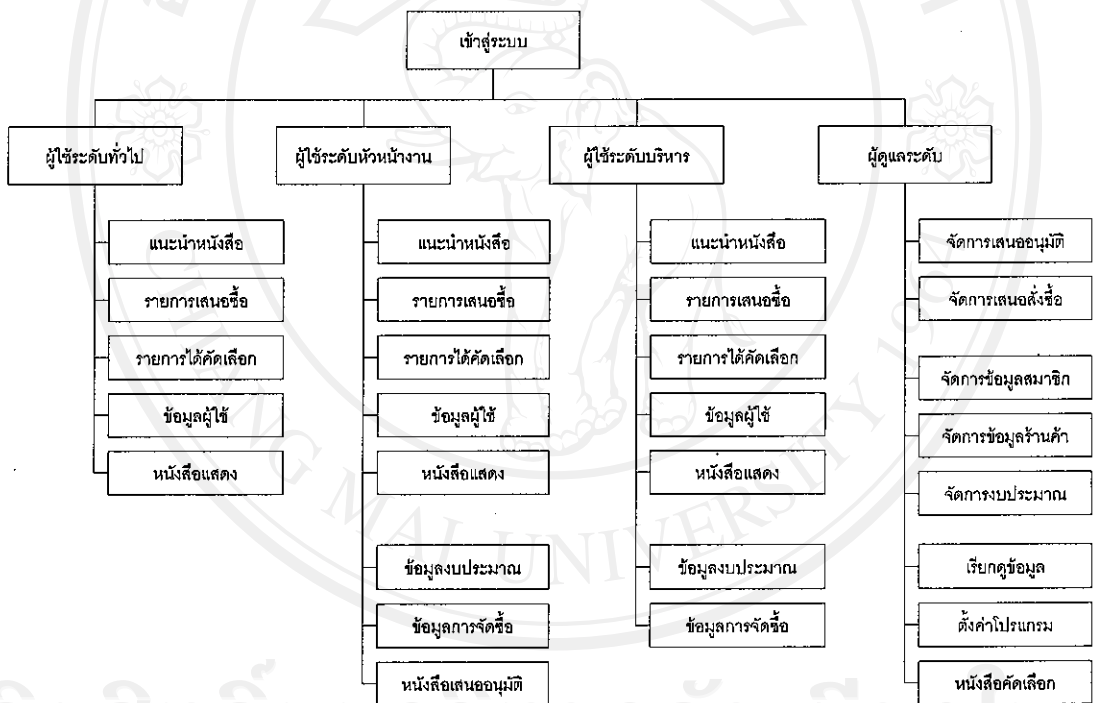 เข้าสู่ระบบ
ผู้ใช้ระดับทั่วไป
ผู้ใช้ระดับหัวหน้างาน
ผู้ใช้ระดับบริหาร
ผู้ดูแลระดับ
แนะนำหนังสือ
รายการเสนอซื้อ
รายการได้คัดเลือก
ข้อมูลผู้ใช้
หนังสือแสดง
แนะนำหนังสือ
รายการเสนอซื้อ
รายการได้คัดเลือก
ข้อมูลผู้ใช้
หนังสือแสดง
ข้อมูลงบประมาณ
ข้อมูลการจัดซื้อ
หนังสือเสนออนุมัติ
แนะนำหนังสือ
รายการเสนอซื้อ
รายการได้คัดเลือก
ข้อมูลผู้ใช้
หนังสือแสดง
ข้อมูลงบประมาณ
ข้อมูลการจัดซื้อ
จัดการเสนออนุมัติ
จัดการเสนอสั่งซื้อ
จัดการข้อมูลสมาชิก
จัดการข้อมูลร้านค้า
จัดการงบประมาณ
เรียกดูข้อมูล
ตั้งค่าโปรแกรม
หนังสือคัดเลือก
CHIANG MAI UNIVERSITY 1964